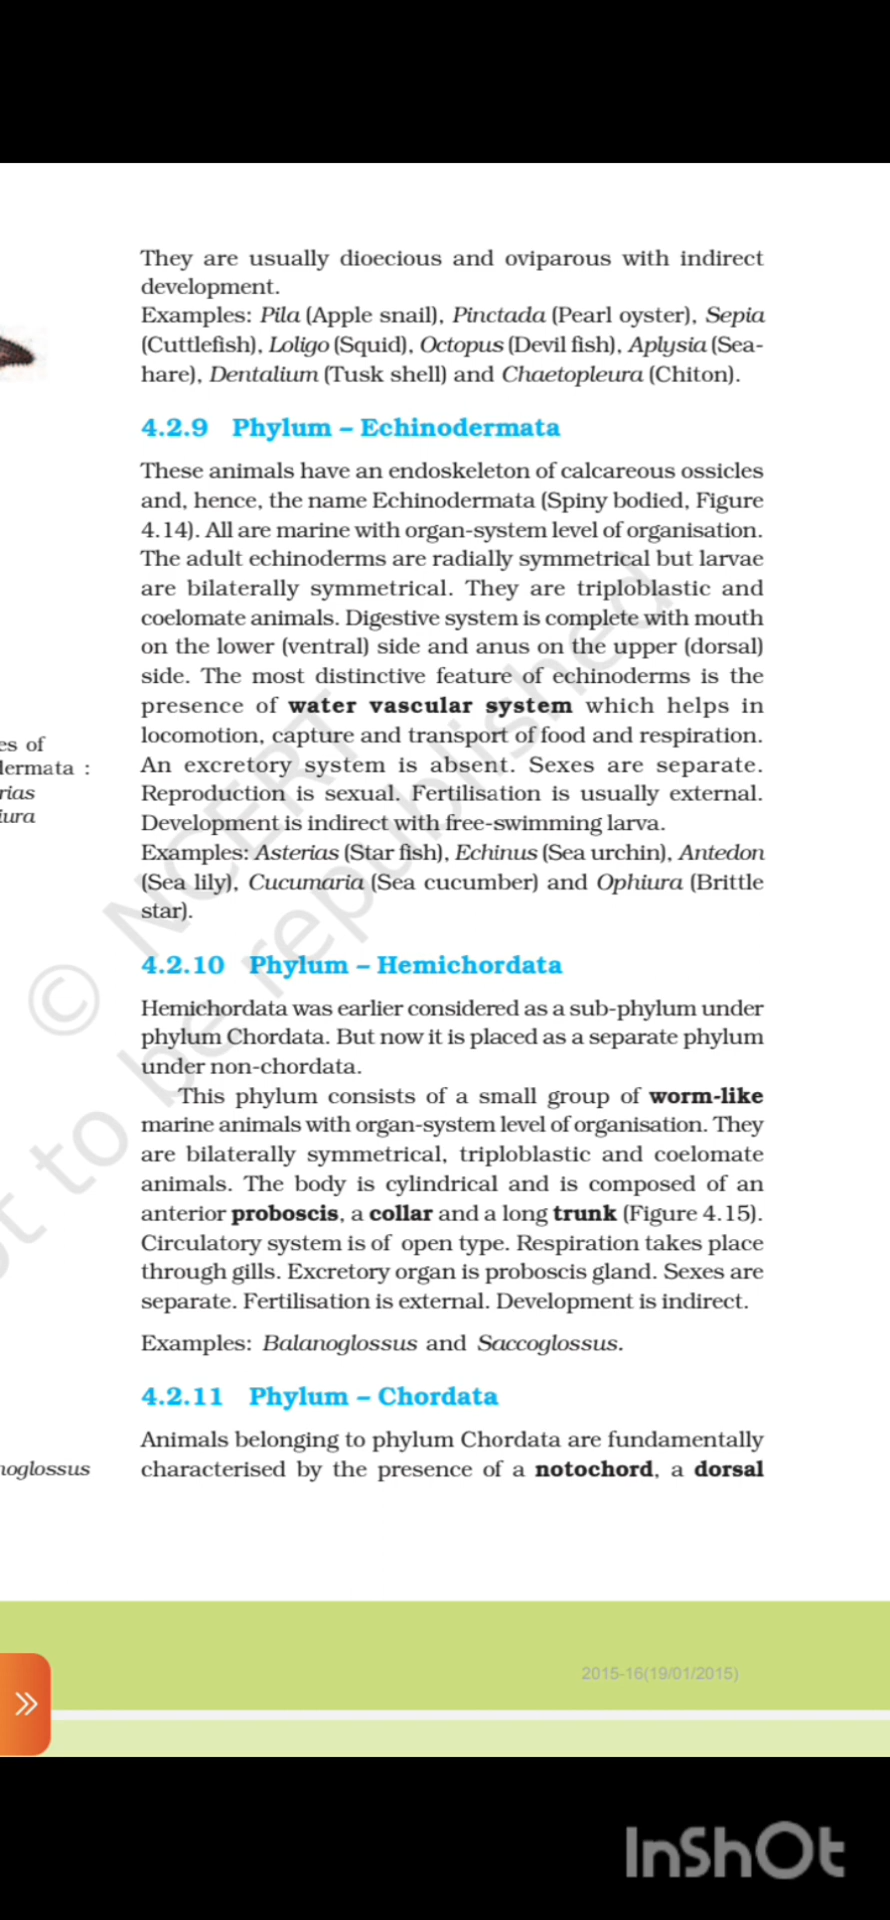 They are usually dioecious and oviparous with indirect
development.
Examples: Pila (Apple snail), Pinctada (Pearl oyster), Sepia
(Cuttlefish), Loligo (Squid), Octopus (Devil fish), Aplysia (Sea-
hare), Dentalium (Tusk shell) and Chaetopleura (Chiton).
4.2.9 Phylum – Echinodermata
These animals have an endoskeleton of calcareous ossicles
and, hence, the name Echinodermata (Spiny bodied, Figure
4.14). All are marine with organ-system level of organisation.
The adult echinoderms are radially symmetrical but larvae
are bilaterally symmetrical. They are triploblastic and
coelomate animals. Digestive system is complete with mouth
on the lower (ventral) side and anus on the upper (dorsal)
side. The most distinctive feature of echinoderms is the
presence of water vascular system which helps in
locomotion, capture and transport of food and respiration.
An excretory system is absent. Sexes are separate.
Reproduction is sexual. Fertilisation is usually external.
Development is indirect with free-swimming larva.
Examples: Asterias (Star fish), Echinus (Sea urchin), Antedon
(Sea lily), Cucumaria (Sea cucumber) and Ophiura (Brittle
star).
es of
dermata :
rias
iura
4.2.10 Phylum – Hemichordata
Hemichordata was earlier considered as a sub-phylum under
phylum Chordata. But now it is placed as a separate phylum
under non-chordata.
This phylum consists of a small group of worm-like
marine animals with organ-system level of organisation. They
are bilaterally symmetrical, triploblastic and coelomate
animals. The body is cylindrical and is composed of an
anterior proboscis, a collar and a long trunk (Figure 4.15).
Circulatory system is of open type. Respiration takes place
through gills. Excretory organ is proboscis gland. Sexes are
separate. Fertilisation is external. Development is indirect.
Examples: Balanoglossus and Saccoglossus.
4.2.11 Phylum – Chordata
Animals belonging to phylum Chordata are fundamentally
characterised by the presence of a notochord, a dorsal
noglossus
© NCERT
t to be republished
2015-16(19/01/2015)
InShOt